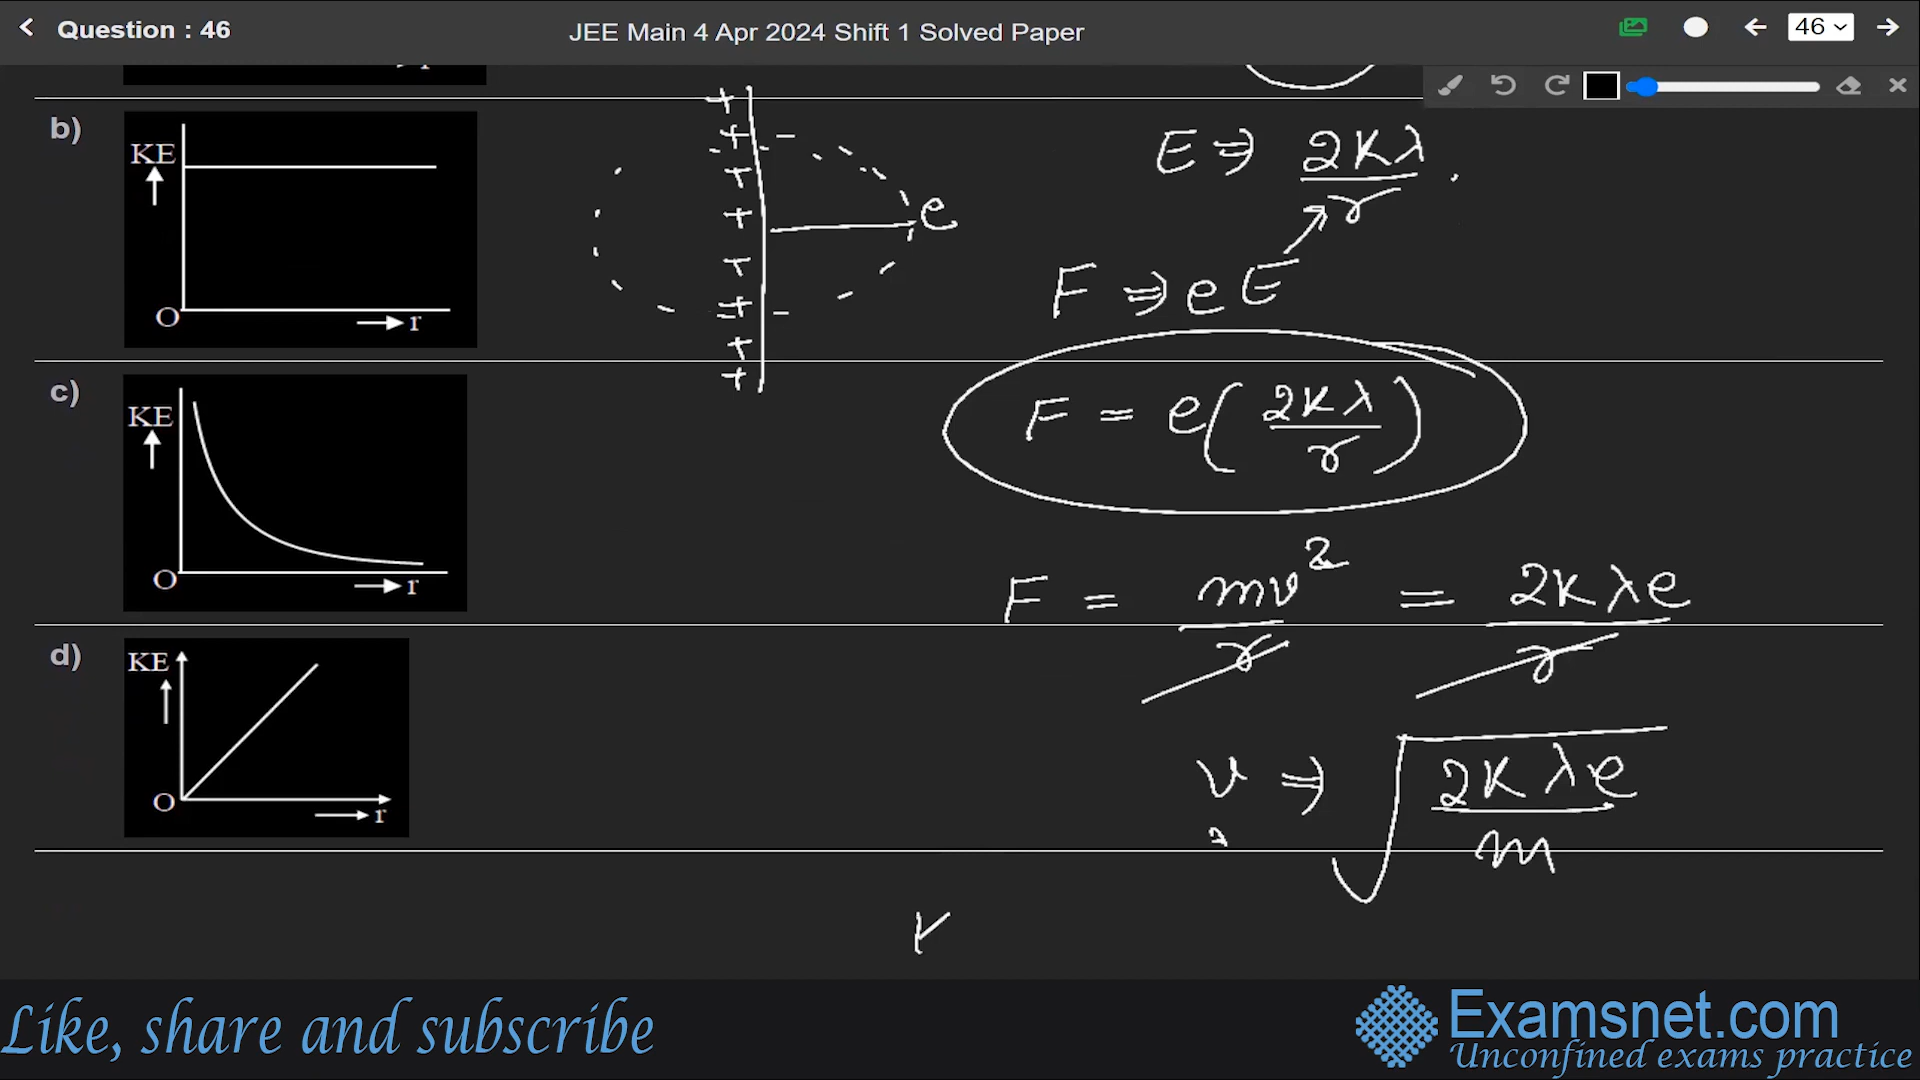 Question : 46
JEE Main 4 Apr 2024 Shift 1 Solved Paper
46
b)
KE
O
r
+
+
+
+
+
+
+
+
e
E ⇒ 2Kλ/r
F ⇒ eE
c)
KE
O
r
F = e(2Kλ/r)
F = mv²/r = 2Kλe/r
d)
KE
O
r
v ⇒ √(2Kλe/m)
Like, share and subscribe
Examsnet.com
Unconfined exams practice